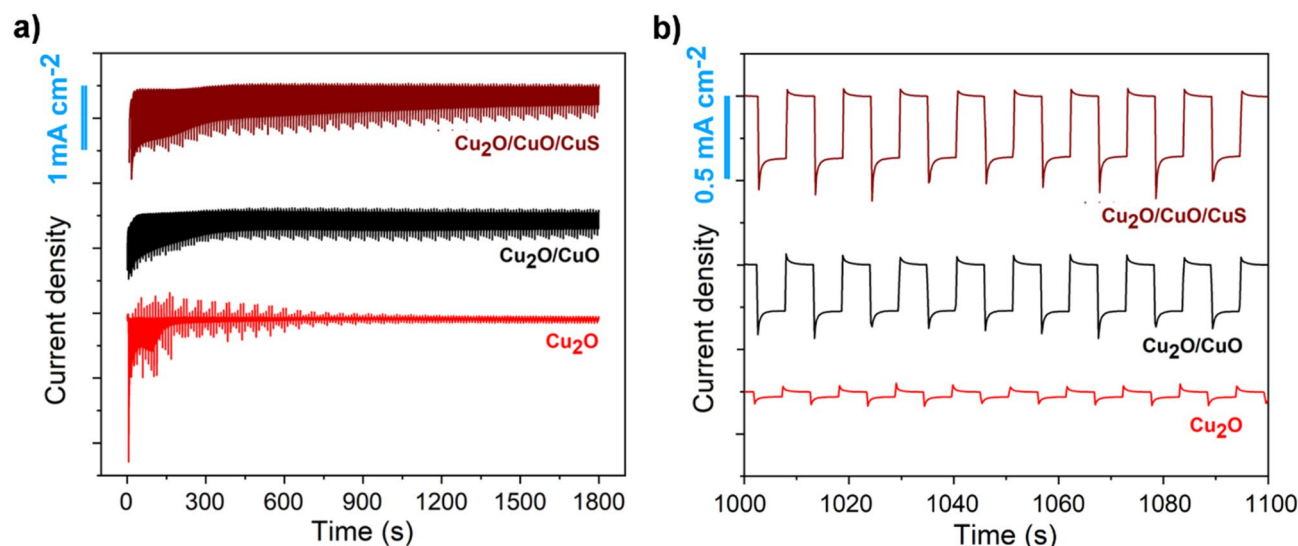 a)
1 mA cm-2
Current density
Cu2O/CuO/CuS
Cu2O/CuO
Cu2O
0 300 600 900 1200 1500 1800
Time (s)
b)
0.5 mA cm-2
Current density
Cu2O/CuO/CuS
Cu2O/CuO
Cu2O
1000 1020 1040 1060 1080 1100
Time (s)